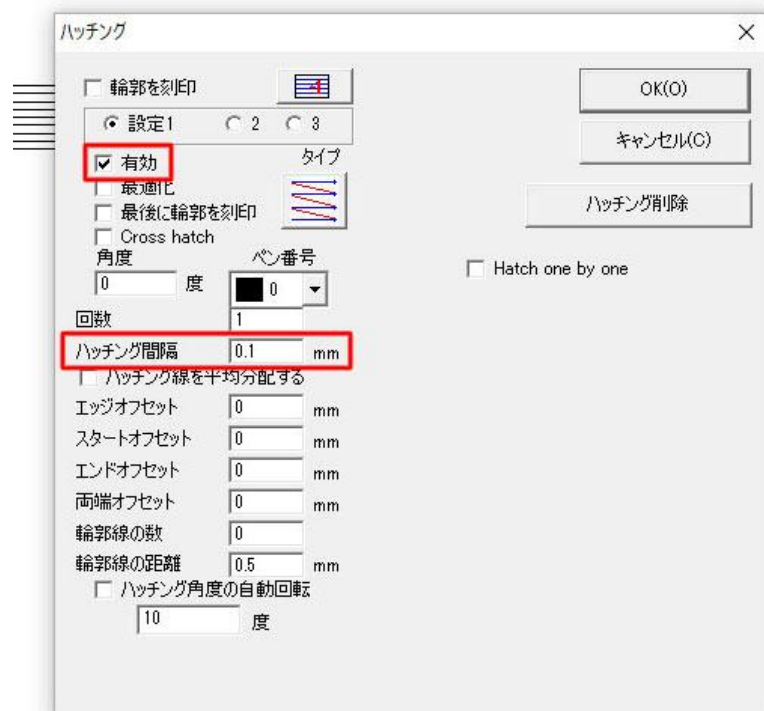 ハッチング
輪郭を刻印
OK(O)
設定1 2 3
キャンセル(C)
有効
タイプ
最適化
最後に輪郭を刻印
ハッチング削除
Cross hatch
角度 ペン番号
Hatch one by one
0 度 0
回数 1
ハッチング間隔 0.1 mm
ハッチング線を平均分配する
エッジオフセット 0 mm
スタートオフセット 0 mm
エンドオフセット 0 mm
両端オフセット 0 mm
輪郭線の数 0
輪郭線の距離 0.5 mm
ハッチング角度の自動回転
10 度